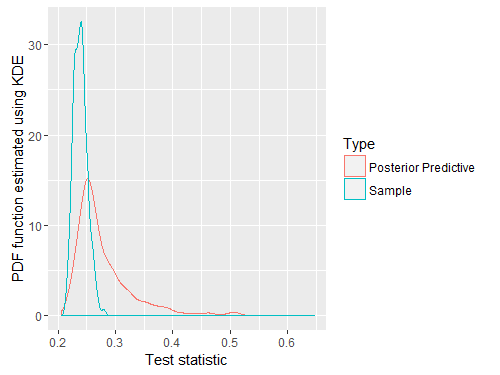 PDF function estimated using KDE
30
20
10
0
0.2 0.3 0.4 0.5 0.6
Test statistic
Type
Posterior Predictive
Sample